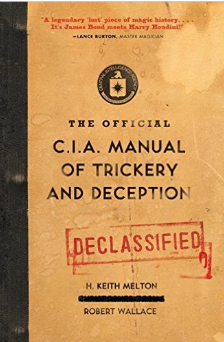 "A legendary 'lost' piece of magic history. . . .
It's James Bond meets Harry Houdini!"
—LANCE BURTON, MASTER MAGICIAN
THE OFFICIAL
C.I.A. MANUAL
OF TRICKERY
AND DECEPTION
DECLASSIFIED
H. KEITH MELTON
ROBERT WALLACE